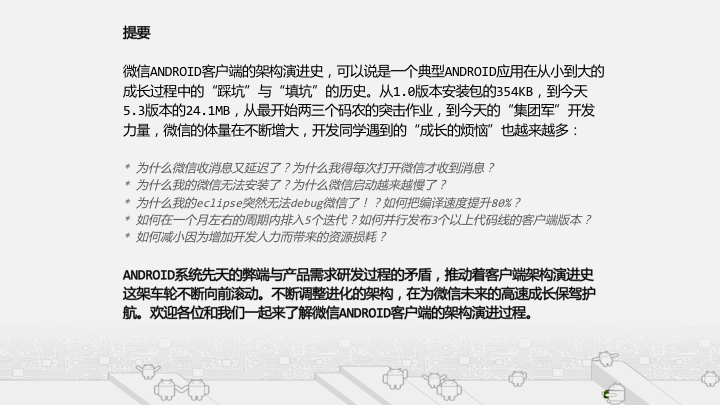 提要
微信ANDROID客户端的架构演进史，可以说是一个典型ANDROID应用在从小到大的
成长过程中的“踩坑”与“填坑”的历史。从1.0版本安装包的354KB，到今天
5.3版本的24.1MB，从最开始两三个码农的突击作业，到今天的“集团军”开发
力量，微信的体量在不断增大，开发同学遇到的“成长的烦恼”也越来越多：
* 为什么微信收消息又延迟了？为什么我得每次打开微信才收到消息？
* 为什么我的微信无法安装了？为什么微信启动越来越慢了？
* 为什么我的eclipse突然无法debug微信了！？如何把编译速度提升80%？
* 如何在一个月左右的周期内排入5个迭代？如何并行发布3个以上代码线的客户端版本？
* 如何减小因为增加开发人力而带来的资源损耗？
ANDROID系统先天的弊端与产品需求研发过程的矛盾，推动着客户端架构演进史
这架车轮不断向前滚动。不断调整进化的架构，在为微信未来的高速成长保驾护
航。欢迎各位和我们一起来了解微信ANDROID客户端的架构演进过程。